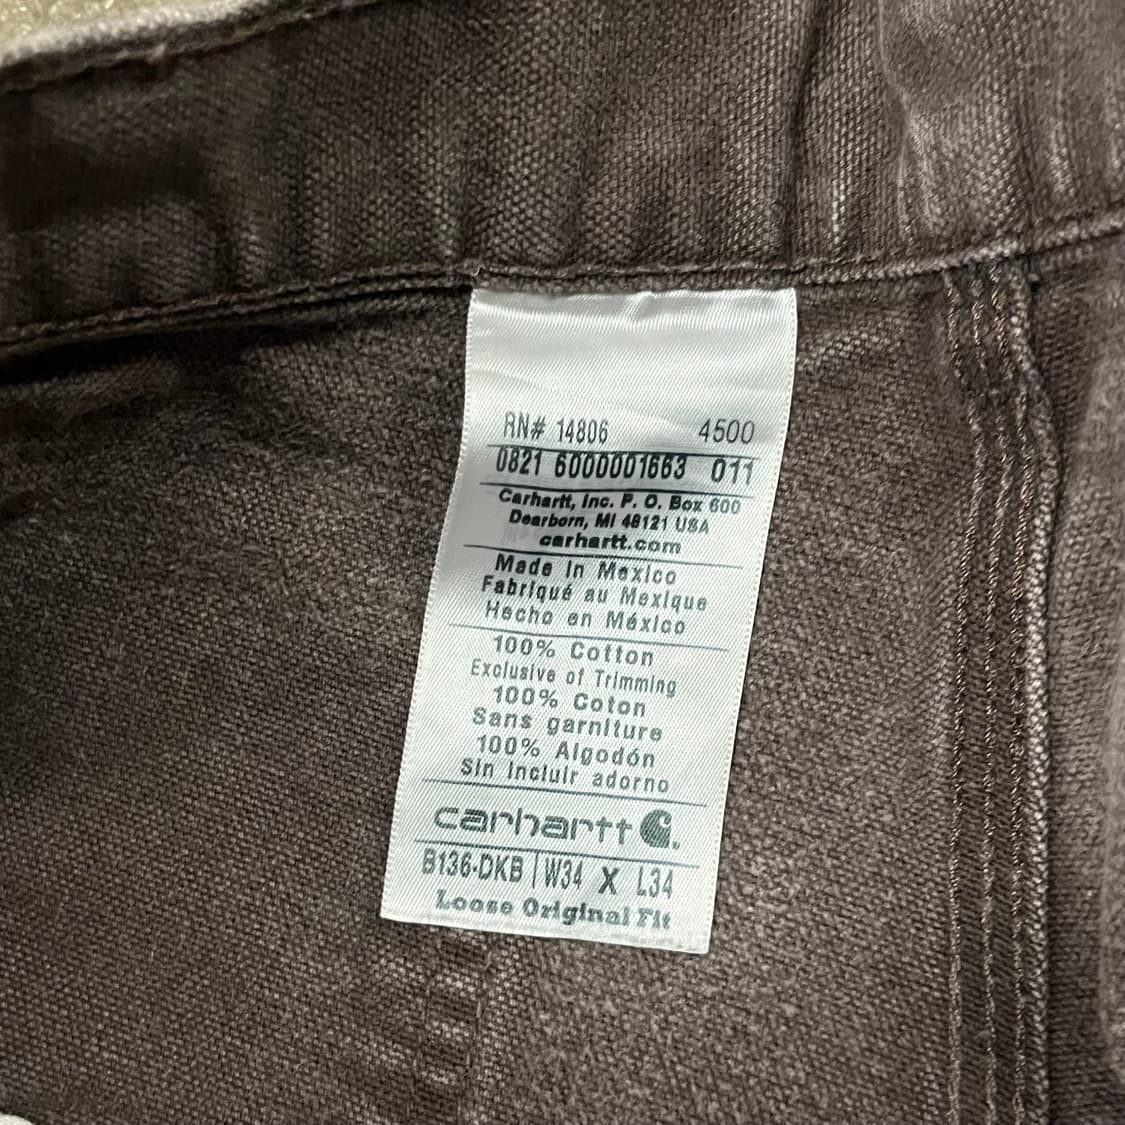 RN# 14806 4500
0821 6000001663 011
Carhartt, Inc. P. O. Box 600
Dearborn, MI 48121 USA
carhartt.com
Made In Mexico
Fabriqué au Mexique
Hecho en México
100% Cotton
Exclusive of Trimming
100% Coton
Sans garniture
100% Algodón
Sin incluir adorno
carhartt
B136-DKB | W34 X L34
Loose Original Fit